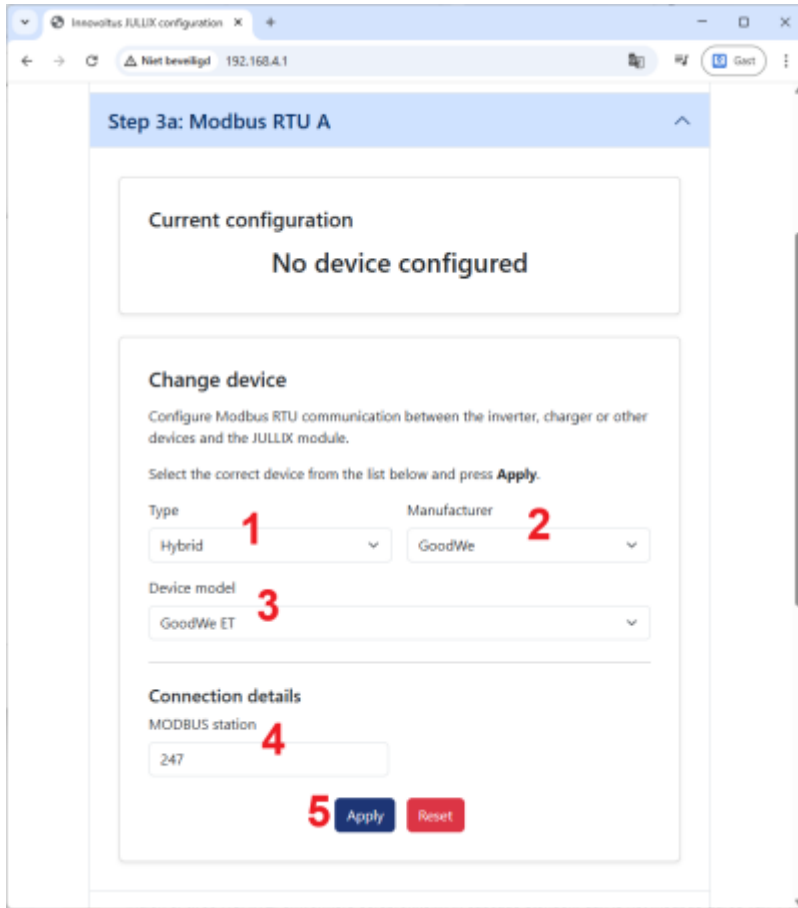 Innovoltus JULLIX configuration
Niet beveiligd 192.168.4.1
Gast
Step 3a: Modbus RTU A
Current configuration
No device configured
Change device
Configure Modbus RTU communication between the inverter, charger or other
devices and the JULLIX module.
Select the correct device from the list below and press Apply.
Type 1 Manufacturer 2
Hybrid GoodWe
Device model 3
GoodWe ET
Connection details
MODBUS station 4
247
5 Apply Reset